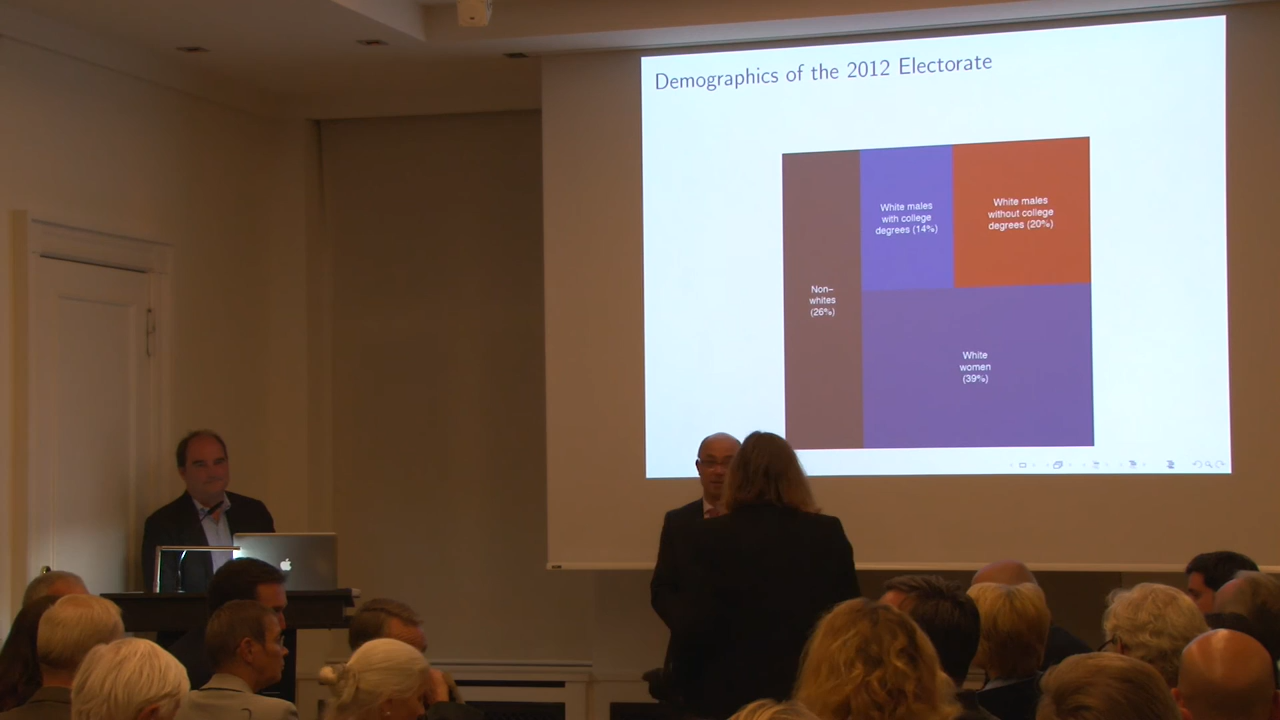 Demographics of the 2012 Electorate
White males
with college
degrees (14%)
White males
without college
degrees (20%)
Non–
whites
(26%)
White
women
(39%)